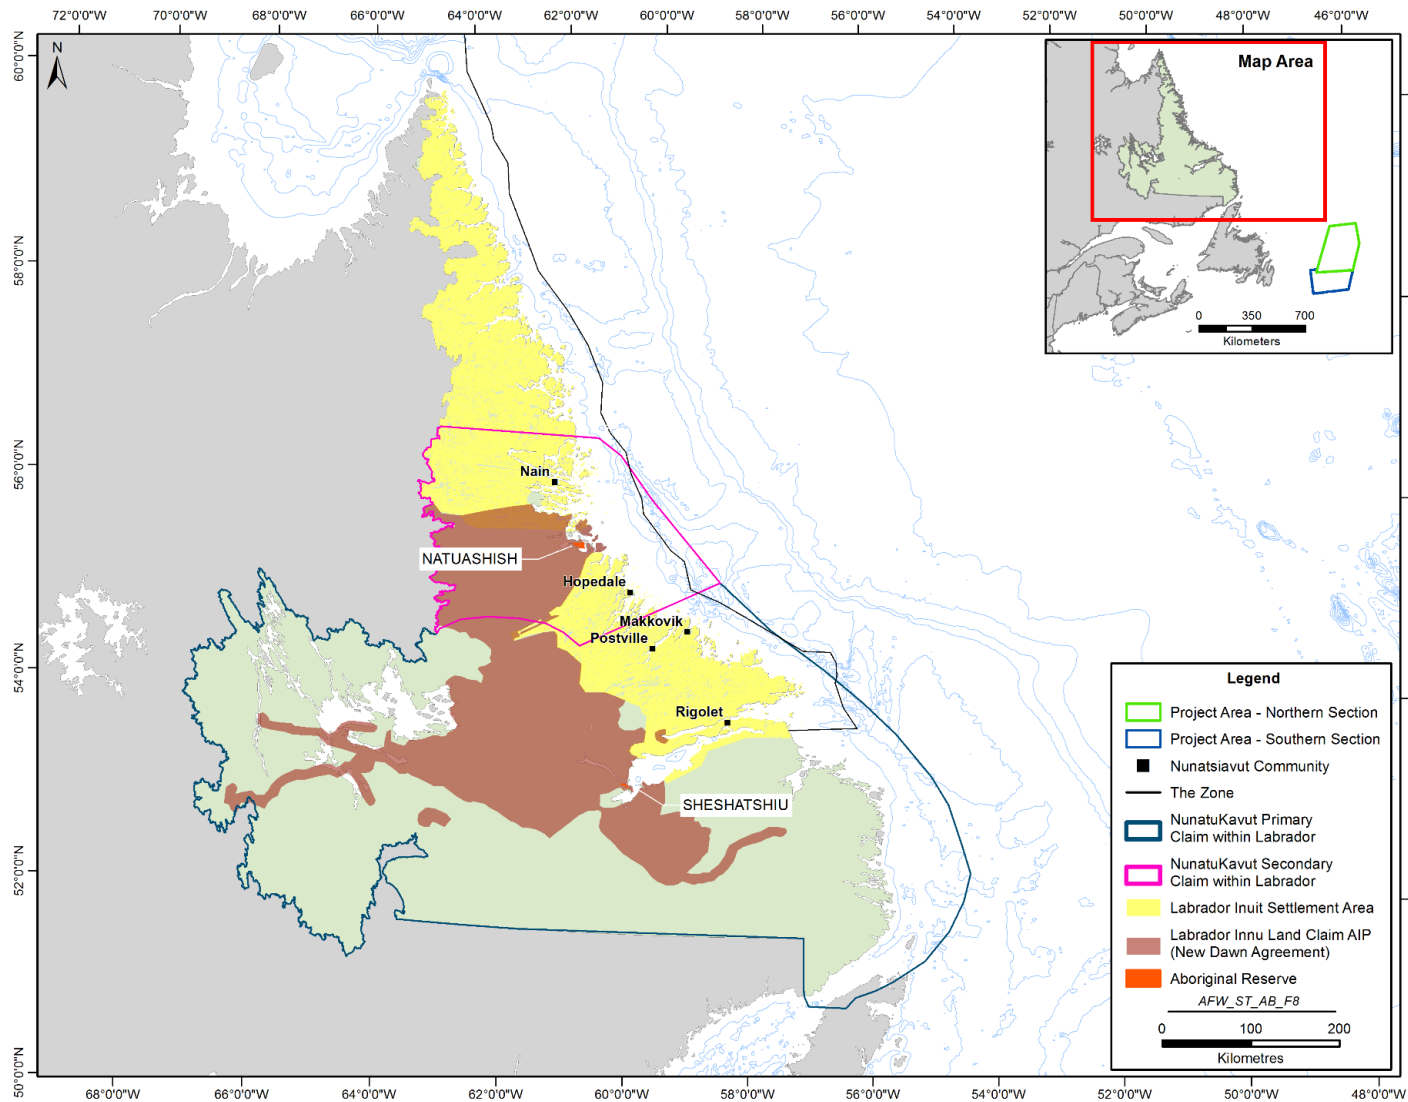 72°0'0"W 70°0'0"W 68°0'0"W 66°0'0"W 64°0'0"W 62°0'0"W 60°0'0"W 58°0'0"W 56°0'0"W 54°0'0"W 52°0'0"W 50°0'0"W 48°0'0"W 46°0'0"W
60°0'0"N
N
Map Area
0 350 700
Kilometers
58°0'0"N
56°0'0"N
Nain
NATUASHISH
Hopedale
Makkovik
Postville
54°0'0"N
Rigolet
SHESHATSHIU
52°0'0"N
50°0'0"N
Legend
Project Area - Northern Section
Project Area - Southern Section
Nunatsiavut Community
The Zone
NunatuKavut Primary
Claim within Labrador
NunatuKavut Secondary
Claim within Labrador
Labrador Inuit Settlement Area
Labrador Innu Land Claim AIP
(New Dawn Agreement)
Aboriginal Reserve
AFW_ST_AB_F8
0 100 200
Kilometres
68°0'0"W 66°0'0"W 64°0'0"W 62°0'0"W 60°0'0"W 58°0'0"W 56°0'0"W 54°0'0"W 52°0'0"W 50°0'0"W 48°0'0"W